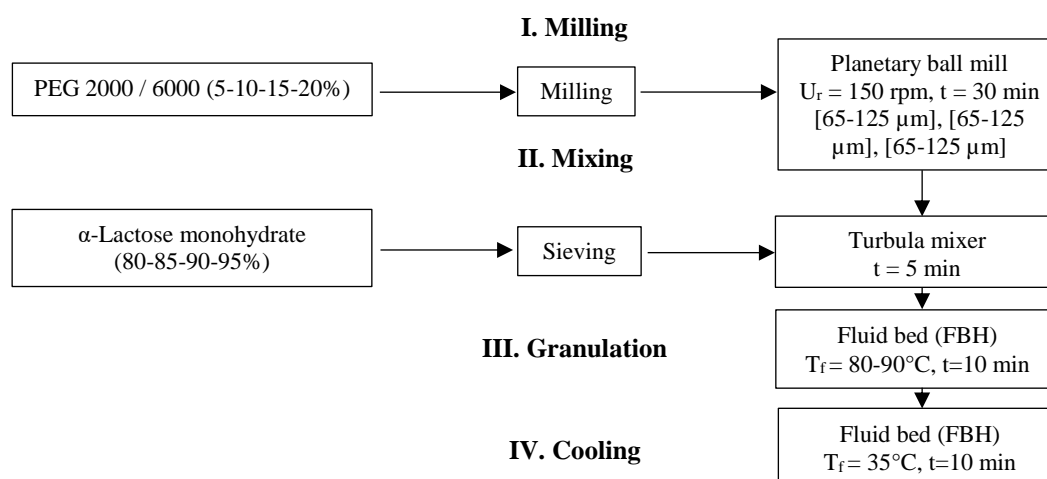 I. Milling
PEG 2000 / 6000 (5-10-15-20%)
Milling
Planetary ball mill
Uᵣ = 150 rpm, t = 30 min
[65-125 µm], [65-125
µm], [65-125 µm]
II. Mixing
α-Lactose monohydrate
(80-85-90-95%)
Sieving
Turbula mixer
t = 5 min
III. Granulation
Fluid bed (FBH)
T_f = 80-90°C, t=10 min
IV. Cooling
Fluid bed (FBH)
T_f = 35°C, t=10 min